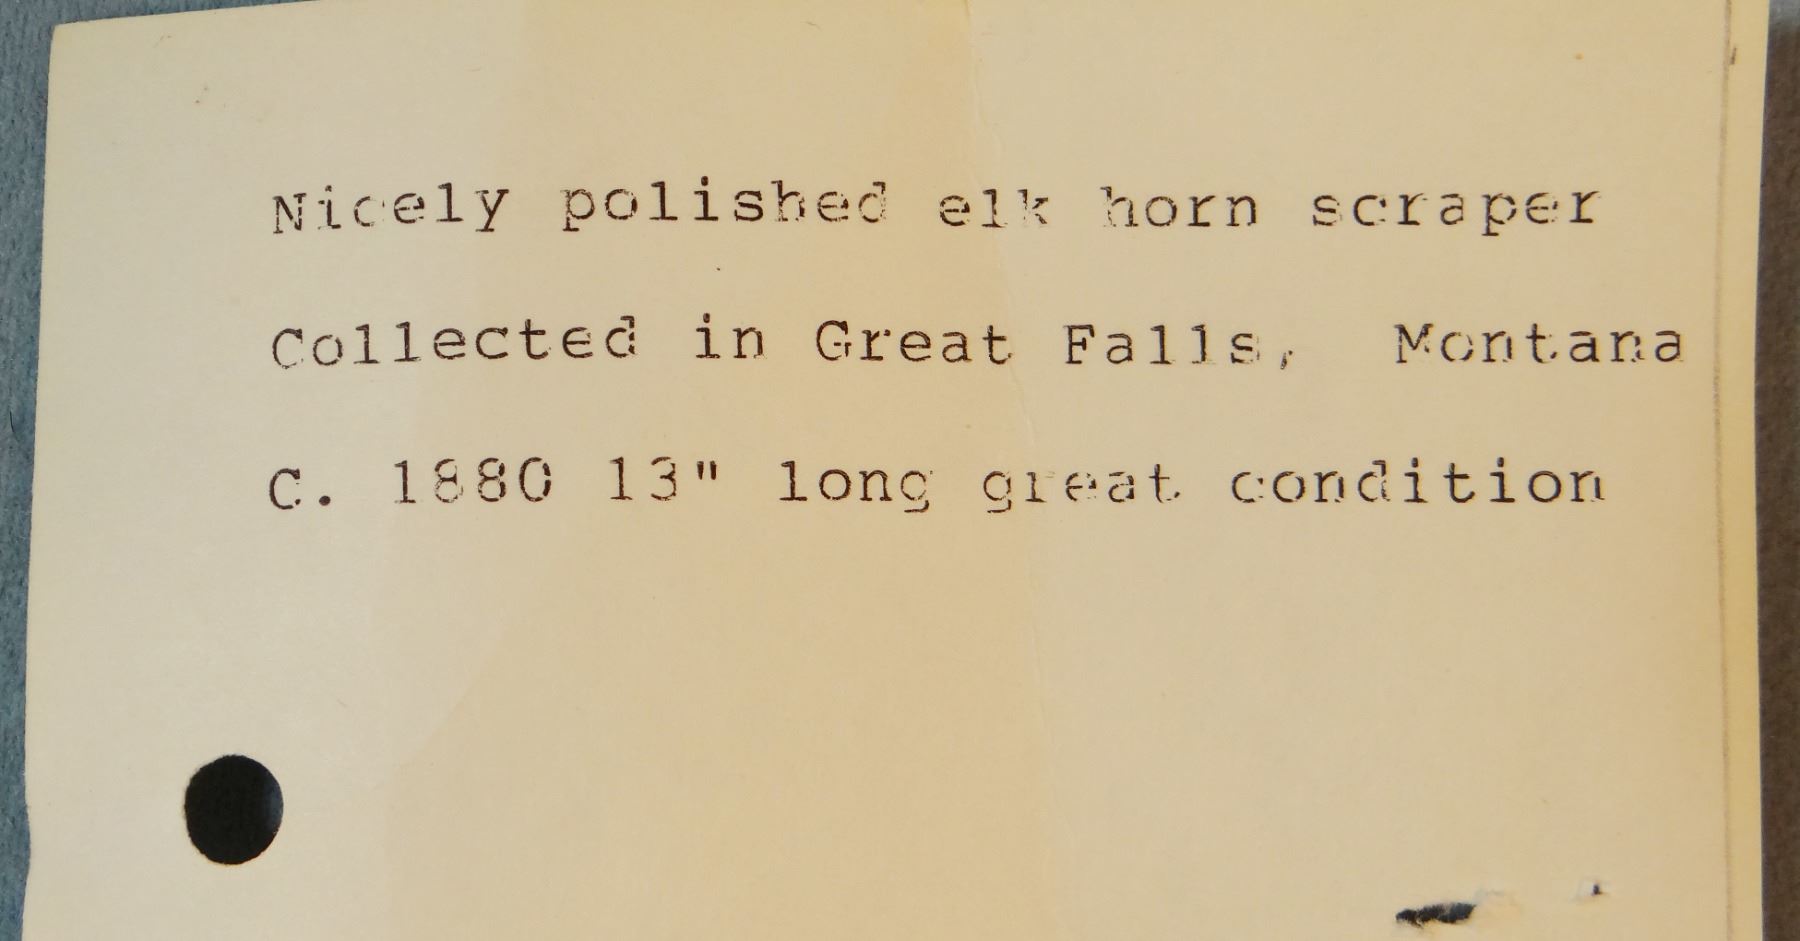 Nicely polished elk horn scraper
Collected in Great Falls, Montana
C. 1880 13" long great condition